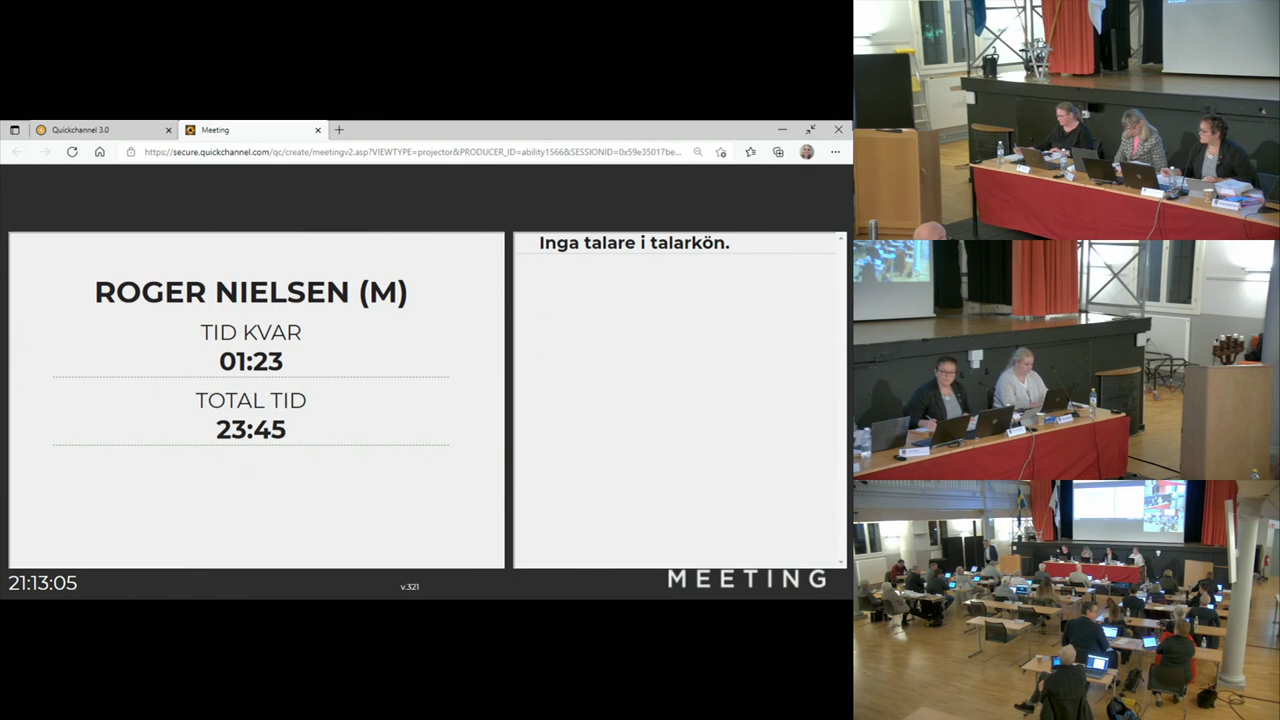 Quickchannel 3.0
Meeting
https://secure.quickchannel.com/qc/create/meetingv2.asp?VIEWTYPE=projector&PRODUCER_ID=ability1566&SESSIONID=0x59e35017be...
ROGER NIELSEN (M)
TID KVAR
01:23
TOTAL TID
23:45
Inga talare i talarkön.
21:13:05
v.321
MEETING